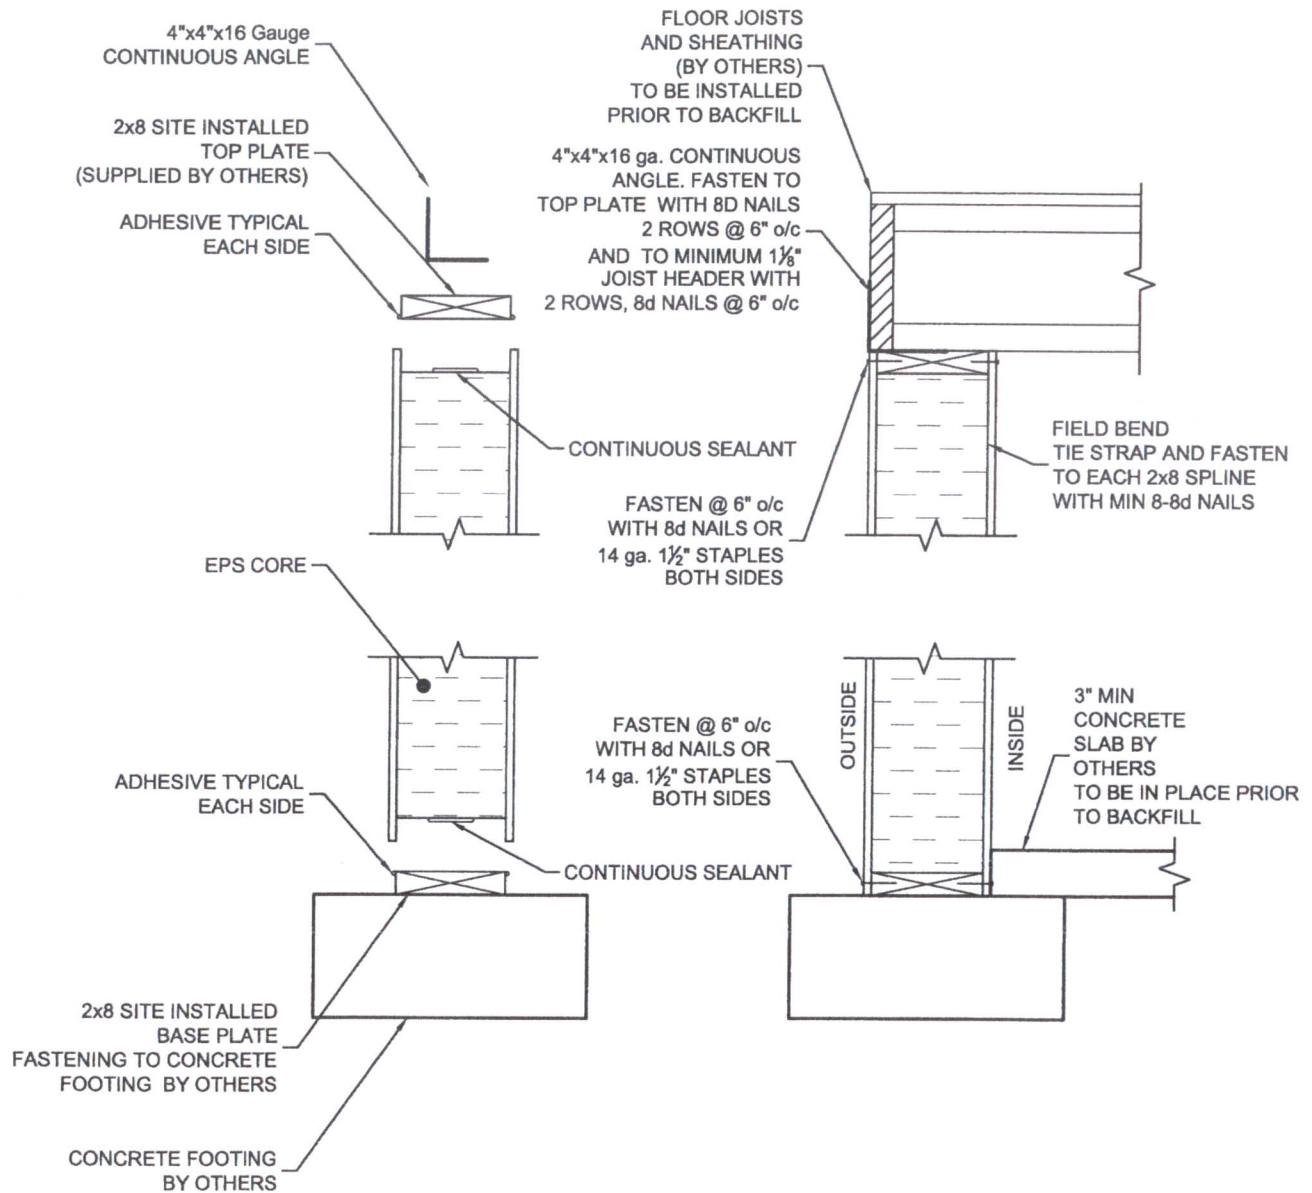 4"x4"x16 Gauge
CONTINUOUS ANGLE
2x8 SITE INSTALLED
TOP PLATE
(SUPPLIED BY OTHERS)
ADHESIVE TYPICAL
EACH SIDE
CONTINUOUS SEALANT
EPS CORE
ADHESIVE TYPICAL
EACH SIDE
CONTINUOUS SEALANT
2x8 SITE INSTALLED
BASE PLATE
FASTENING TO CONCRETE
FOOTING BY OTHERS
CONCRETE FOOTING
BY OTHERS
FLOOR JOISTS
AND SHEATHING
(BY OTHERS)
TO BE INSTALLED
PRIOR TO BACKFILL
4"x4"x16 ga. CONTINUOUS
ANGLE. FASTEN TO
TOP PLATE WITH 8D NAILS
2 ROWS @ 6" o/c
AND TO MINIMUM 1⅛"
JOIST HEADER WITH
2 ROWS, 8d NAILS @ 6" o/c
FASTEN @ 6" o/c
WITH 8d NAILS OR
14 ga. 1½" STAPLES
BOTH SIDES
FIELD BEND
TIE STRAP AND FASTEN
TO EACH 2x8 SPLINE
WITH MIN 8-8d NAILS
FASTEN @ 6" o/c
WITH 8d NAILS OR
14 ga. 1½" STAPLES
BOTH SIDES
OUTSIDE
INSIDE
3" MIN
CONCRETE
SLAB BY
OTHERS
TO BE IN PLACE PRIOR
TO BACKFILL